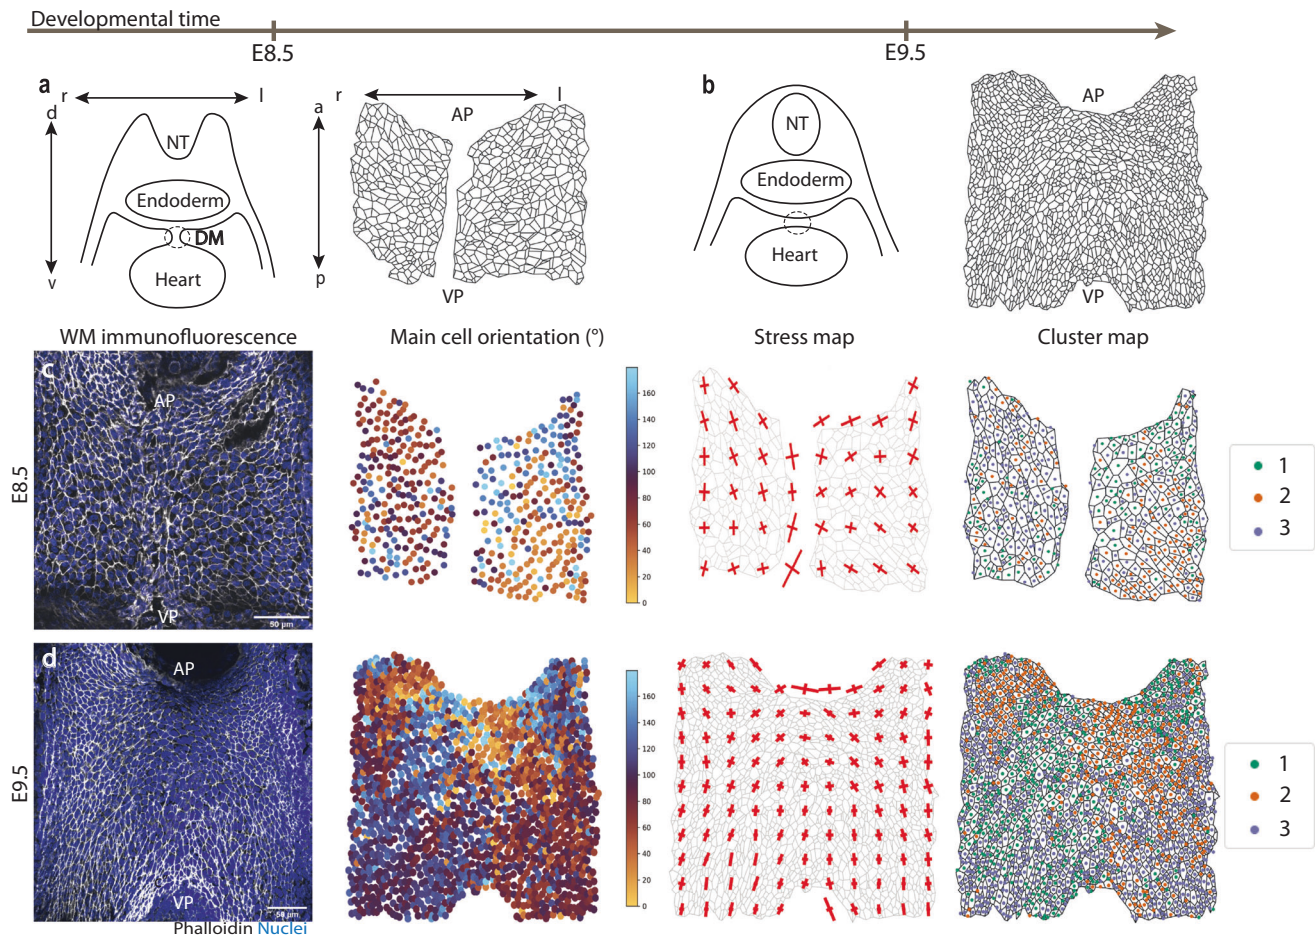 Developmental time
E8.5
E9.5
a
r
l
d
v
NT
Endoderm
DM
Heart
r
l
a
p
AP
VP
b
NT
Endoderm
Heart
AP
VP
WM immunofluorescence
Main cell orientation (°)
Stress map
Cluster map
E8.5
c
AP
VP
50 µm
160
140
120
100
80
60
40
20
0
1
2
3
E9.5
d
AP
VP
50 µm
160
140
120
100
80
60
40
20
0
1
2
3
Phalloidin Nuclei